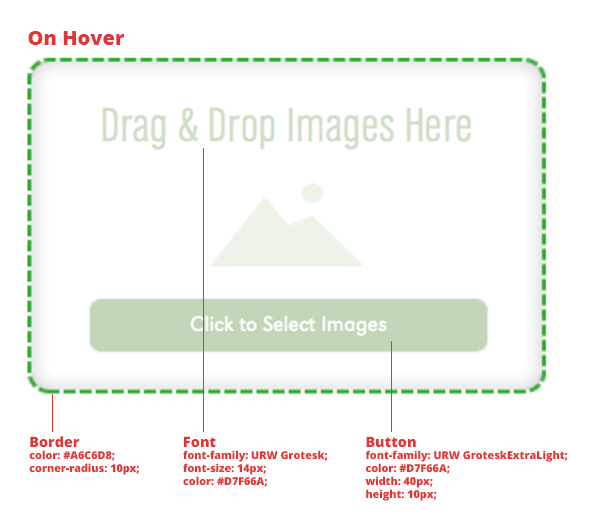 On Hover
Drag & Drop Images Here
Click to Select Images
Border
color: #A6C6D8;
corner-radius: 10px;
Font
font-family: URW Grotesk;
font-size: 14px;
color: #D7F66A;
Button
font-family: URW GroteskExtraLight;
color: #D7F66A;
width: 40px;
height: 10px;